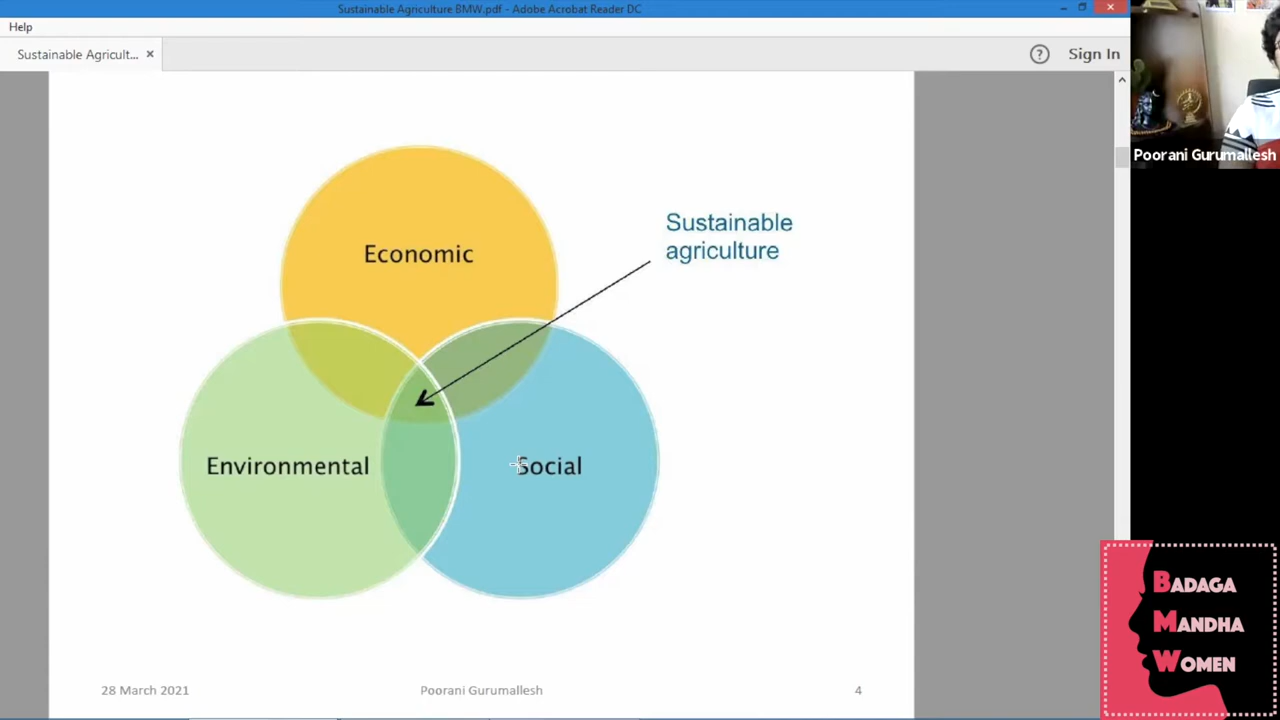 Sustainable Agriculture BMW.pdf - Adobe Acrobat Reader DC
Help
Sustainable Agricult...
Sign In
Poorani Gurumallesh
Economic
Sustainable
agriculture
Environmental
Social
28 March 2021
Poorani Gurumallesh
4
BADAGA
MANDHA
WOMEN